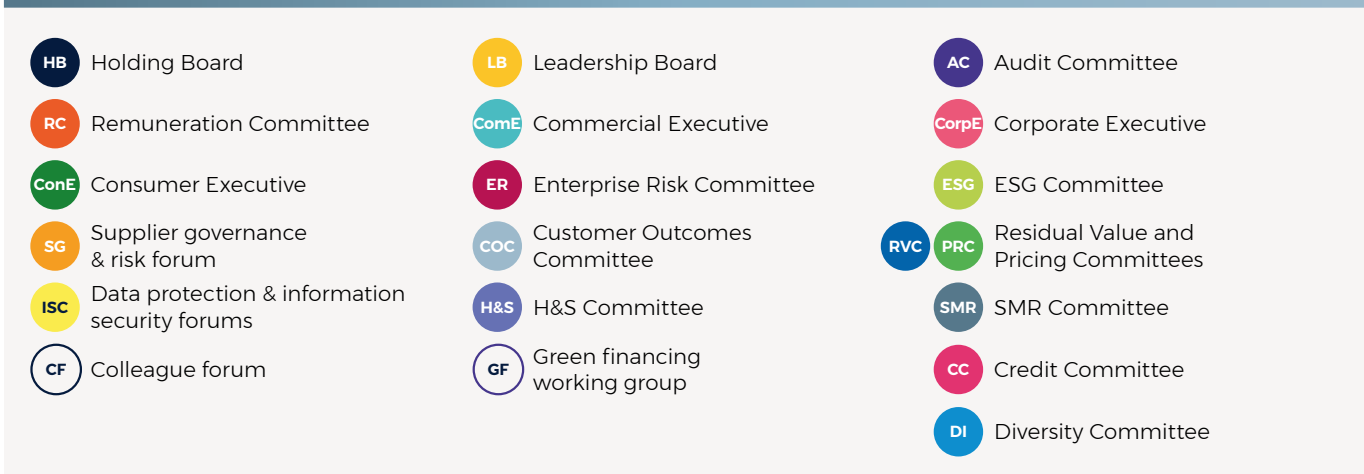 HB Holding Board
RC Remuneration Committee
ConE Consumer Executive
SG Supplier governance
& risk forum
ISC Data protection & information
security forums
CF Colleague forum
LB Leadership Board
ComE Commercial Executive
ER Enterprise Risk Committee
COC Customer Outcomes
Committee
H&S H&S Committee
GF Green financing
working group
AC Audit Committee
CorpE Corporate Executive
ESG ESG Committee
RVC PRC Residual Value and
Pricing Committees
SMR SMR Committee
CC Credit Committee
DI Diversity Committee